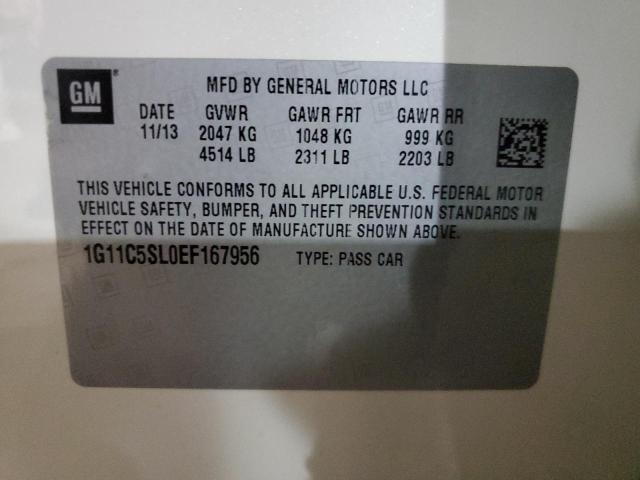 GM®
MFD BY GENERAL MOTORS LLC
DATE GVWR GAWR FRT GAWR RR
11/13 2047 KG 1048 KG 999 KG
4514 LB 2311 LB 2203 LB
THIS VEHICLE CONFORMS TO ALL APPLICABLE U.S. FEDERAL MOTOR
VEHICLE SAFETY, BUMPER, AND THEFT PREVENTION STANDARDS IN
EFFECT ON THE DATE OF MANUFACTURE SHOWN ABOVE.
1G11C5SL0EF167956 TYPE: PASS CAR